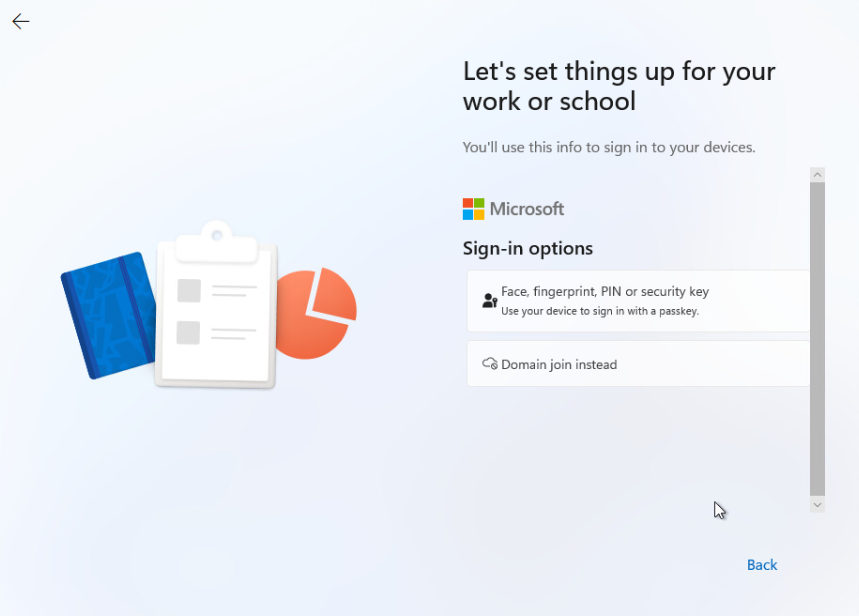 Let's set things up for your
work or school
You'll use this info to sign in to your devices.
Microsoft
Sign-in options
Face, fingerprint, PIN or security key
Use your device to sign in with a passkey.
Domain join instead
Back